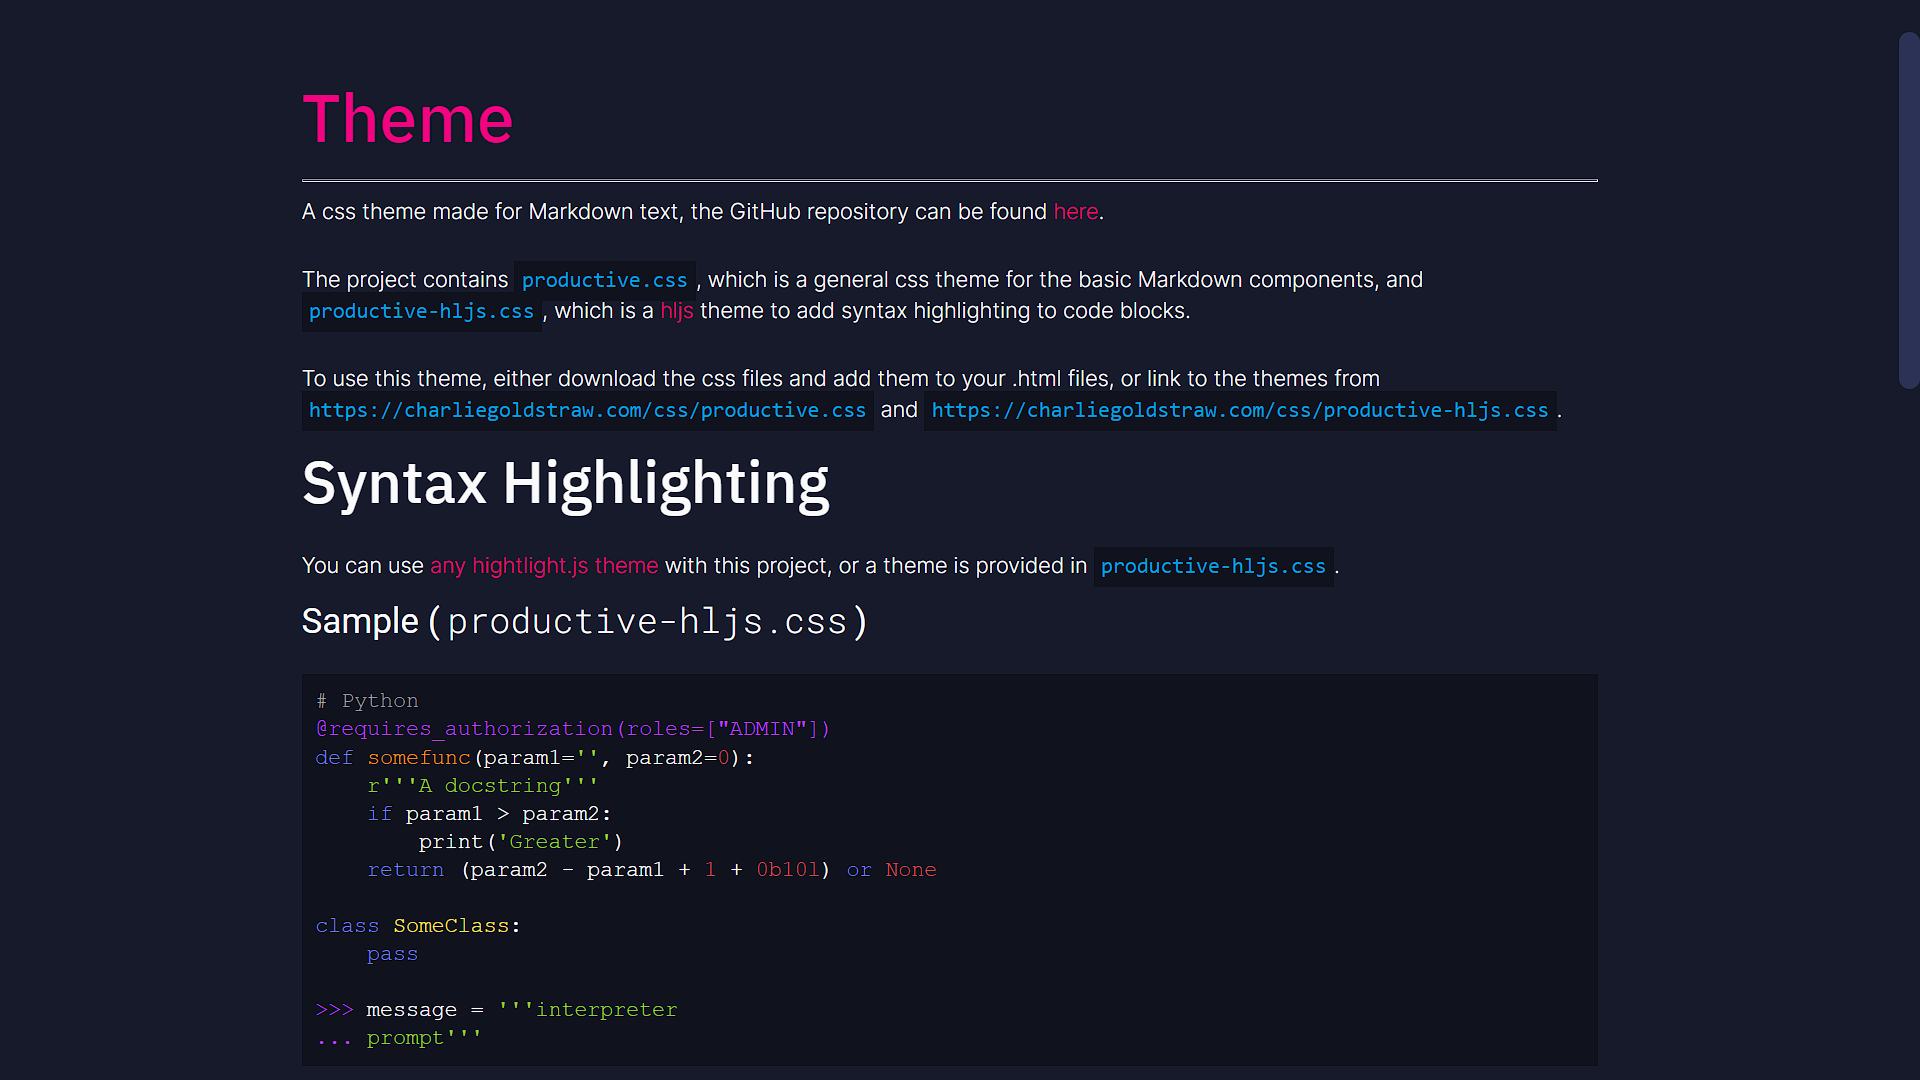 Theme
A css theme made for Markdown text, the GitHub repository can be found here.
The project contains productive.css , which is a general css theme for the basic Markdown components, and
productive-hljs.css , which is a hljs theme to add syntax highlighting to code blocks.
To use this theme, either download the css files and add them to your .html files, or link to the themes from
https://charliegoldstraw.com/css/productive.css and https://charliegoldstraw.com/css/productive-hljs.css .
Syntax Highlighting
You can use any hightlight.js theme with this project, or a theme is provided in productive-hljs.css .
Sample (productive-hljs.css)
# Python
@requires_authorization(roles=["ADMIN"])
def somefunc(param1='', param2=0):
    r'''A docstring'''
    if param1 > param2:
        print('Greater')
    return (param2 - param1 + 1 + 0b10l) or None
class SomeClass:
    pass
>>> message = '''interpreter
... prompt'''